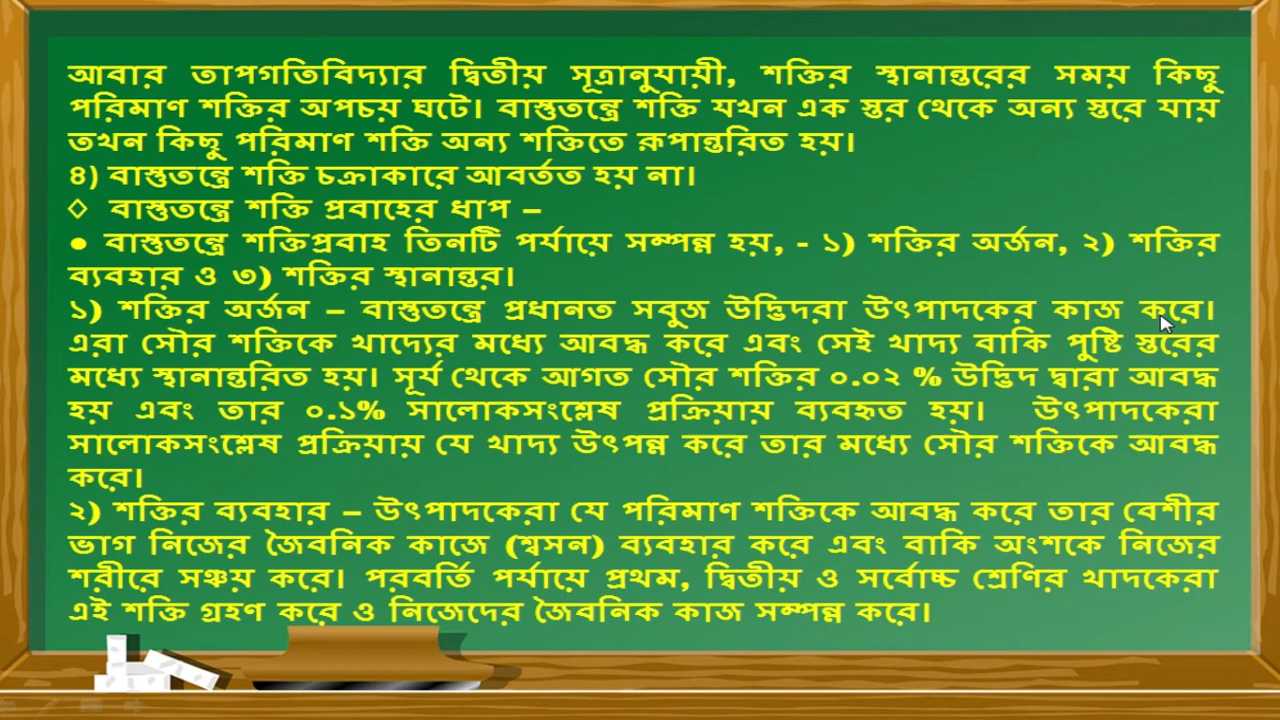 আবার তাপগতিবিদ্যার দ্বিতীয় সূত্রানুযায়ী, শক্তির স্থানান্তরের সময় কিছু
পরিমাণ শক্তির অপচয় ঘটে। বাস্তুতন্ত্রে শক্তি যখন এক স্তর থেকে অন্য স্তরে যায়
তখন কিছু পরিমাণ শক্তি অন্য শক্তিতে রূপান্তরিত হয়।
৪) বাস্তুতন্ত্রে শক্তি চক্রাকারে আবর্তত হয় না।
◊ বাস্তুতন্ত্রে শক্তি প্রবাহের ধাপ –
● বাস্তুতন্ত্রে শক্তিপ্রবাহ তিনটি পর্যায়ে সম্পন্ন হয়, - ১) শক্তির অর্জন, ২) শক্তির
ব্যবহার ও ৩) শক্তির স্থানান্তর।
১) শক্তির অর্জন – বাস্তুতন্ত্রে প্রধানত সবুজ উদ্ভিদরা উৎপাদকের কাজ করে।
এরা সৌর শক্তিকে খাদ্যের মধ্যে আবদ্ধ করে এবং সেই খাদ্য বাকি পুষ্টি স্তরের
মধ্যে স্থানান্তরিত হয়। সূর্য থেকে আগত সৌর শক্তির ০.০২ % উদ্ভিদ দ্বারা আবদ্ধ
হয় এবং তার ০.১% সালোকসংশ্লেষ প্রক্রিয়ায় ব্যবহৃত হয়। উৎপাদকেরা
সালোকসংশ্লেষ প্রক্রিয়ায় যে খাদ্য উৎপন্ন করে তার মধ্যে সৌর শক্তিকে আবদ্ধ
করে।
২) শক্তির ব্যবহার – উৎপাদকেরা যে পরিমাণ শক্তিকে আবদ্ধ করে তার বেশীর
ভাগ নিজের জৈবনিক কাজে (শ্বসন) ব্যবহার করে এবং বাকি অংশকে নিজের
শরীরে সঞ্চয় করে। পরবর্তি পর্যায়ে প্রথম, দ্বিতীয় ও সর্বোচ্চ শ্রেণির খাদকেরা
এই শক্তি গ্রহণ করে ও নিজেদের জৈবনিক কাজ সম্পন্ন করে।